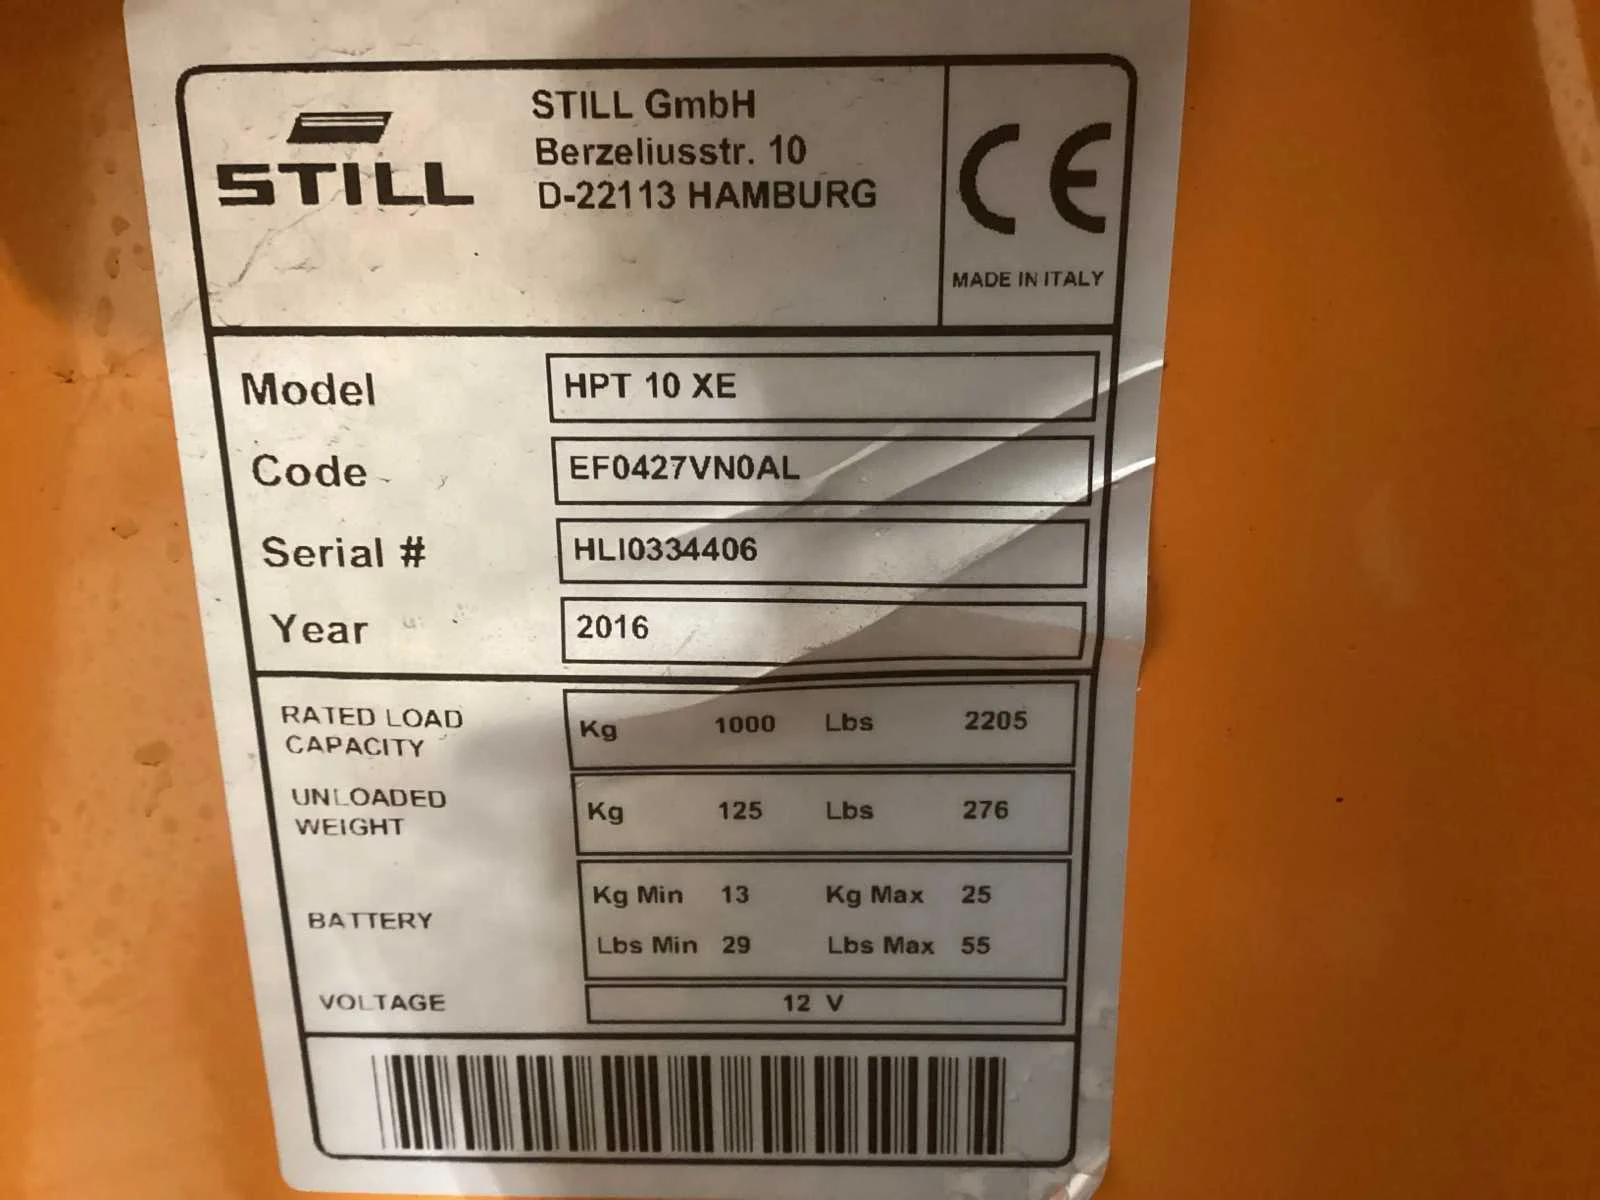 STILL
STILL GmbH
Berzeliusstr. 10
D-22113 HAMBURG
CE
MADE IN ITALY
Model HPT 10 XE
Code EF0427VN0AL
Serial # HLI0334406
Year 2016
RATED LOAD CAPACITY Kg 1000 Lbs 2205
UNLOADED WEIGHT Kg 125 Lbs 276
BATTERY Kg Min 13 Kg Max 25
Lbs Min 29 Lbs Max 55
VOLTAGE 12 V